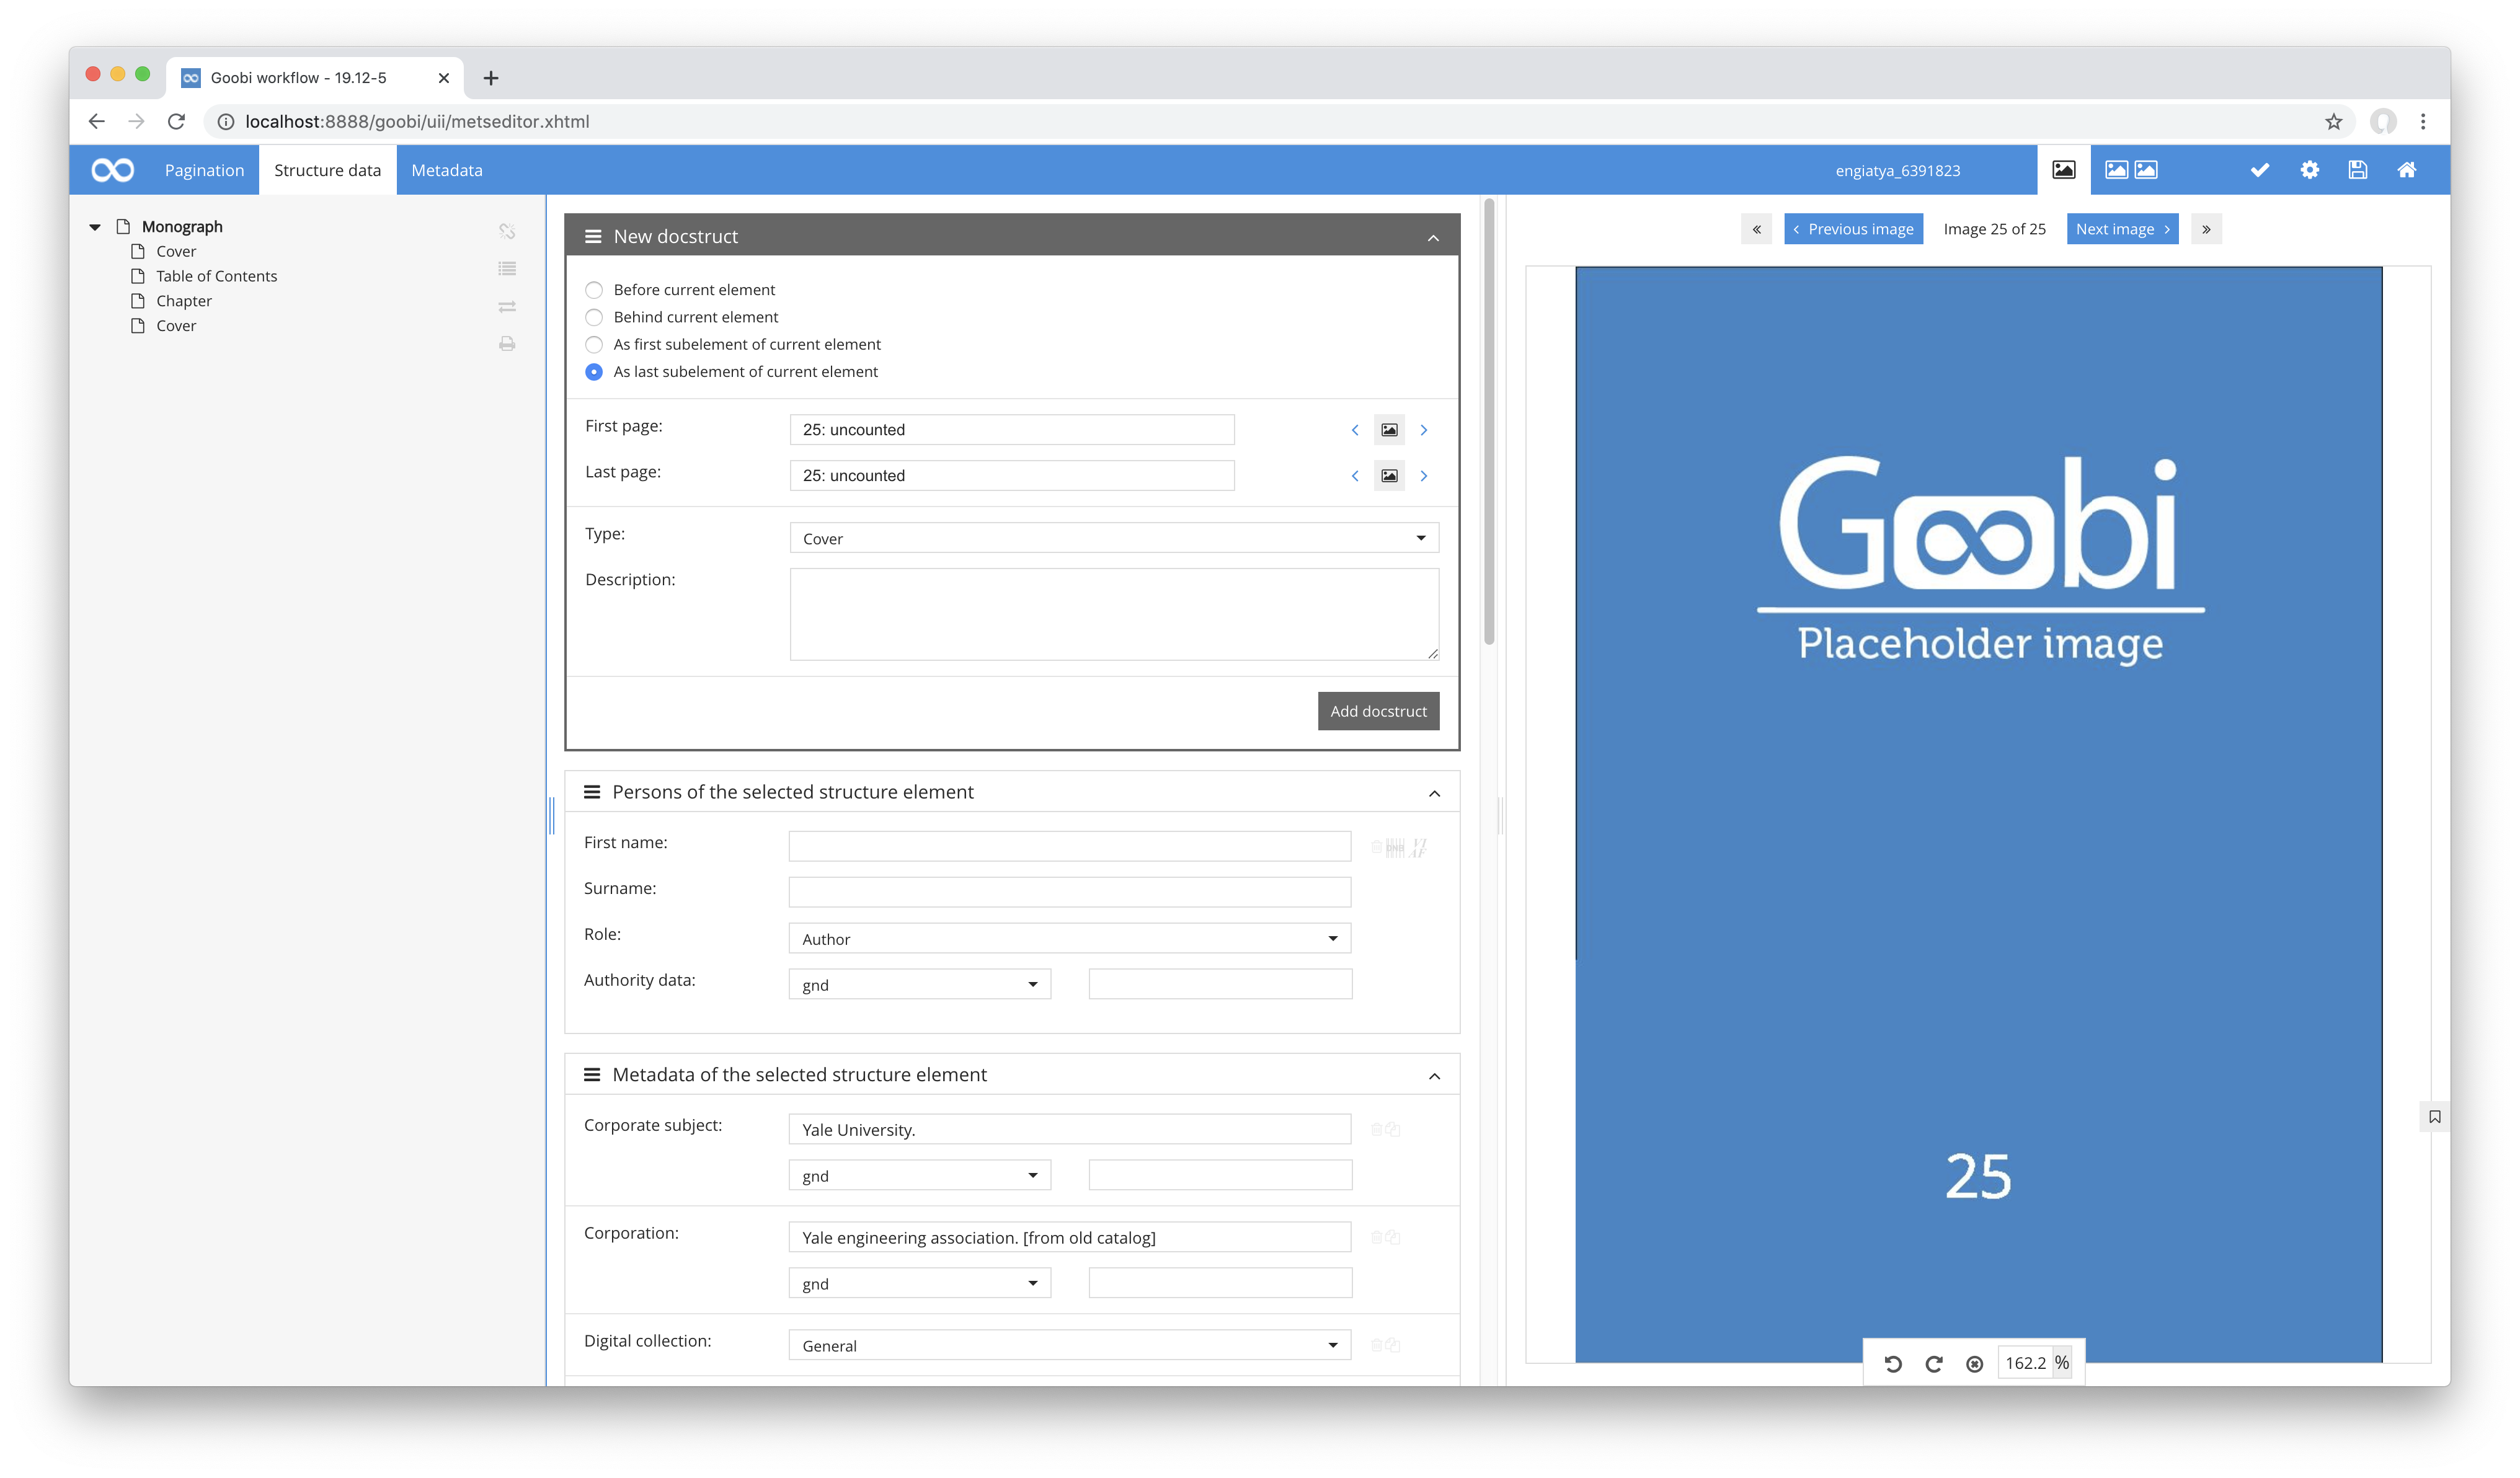 Goobi workflow - 19.12-5
localhost:8888/goobi/uii/metseditor.xhtml
Pagination
Structure data
Metadata
engiatya_6391823
Monograph
Cover
Table of Contents
Chapter
Cover
New docstruct
Before current element
Behind current element
As first subelement of current element
As last subelement of current element
First page: 25: uncounted
Last page: 25: uncounted
Type: Cover
Description:
Add docstruct
Persons of the selected structure element
First name:
Surname:
Role: Author
Authority data: gnd
Metadata of the selected structure element
Corporate subject: Yale University.
gnd
Corporation: Yale engineering association. [from old catalog]
gnd
Digital collection: General
« ‹ Previous image Image 25 of 25 Next image › »
Goobi
Placeholder image
25
162.2 %